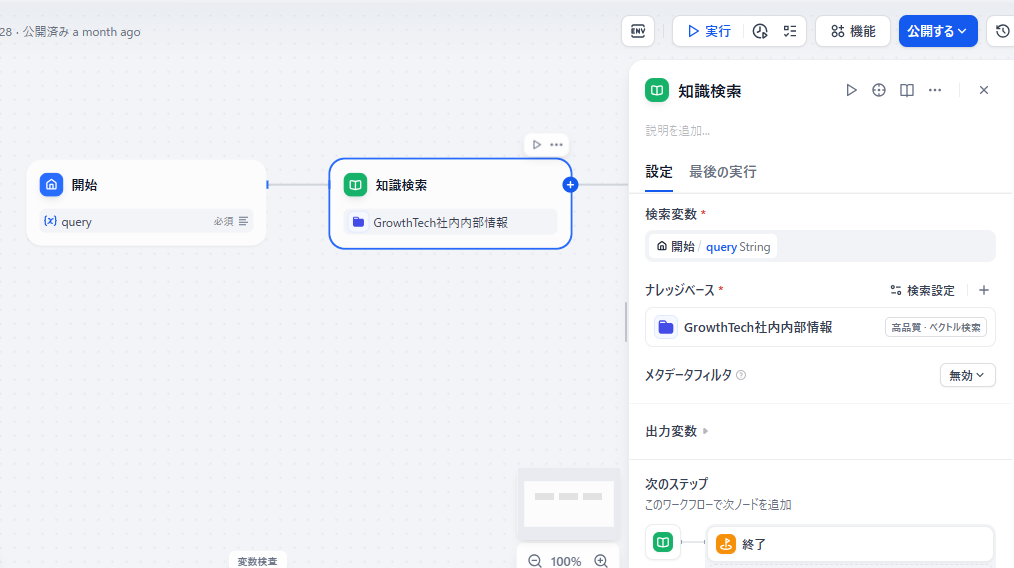 28 · 公開済み a month ago
ENV
実行
機能
公開する
開始
query
必須
知識検索
GrowthTech社内内部情報
変数検査
100%
知識検索
説明を追加...
設定
最後の実行
検索変数 *
開始 / query String
ナレッジベース *
検索設定
GrowthTech社内内部情報
高品質 · ベクトル検索
メタデータフィルタ
無効
出力変数
次のステップ
このワークフローで次ノードを追加
終了